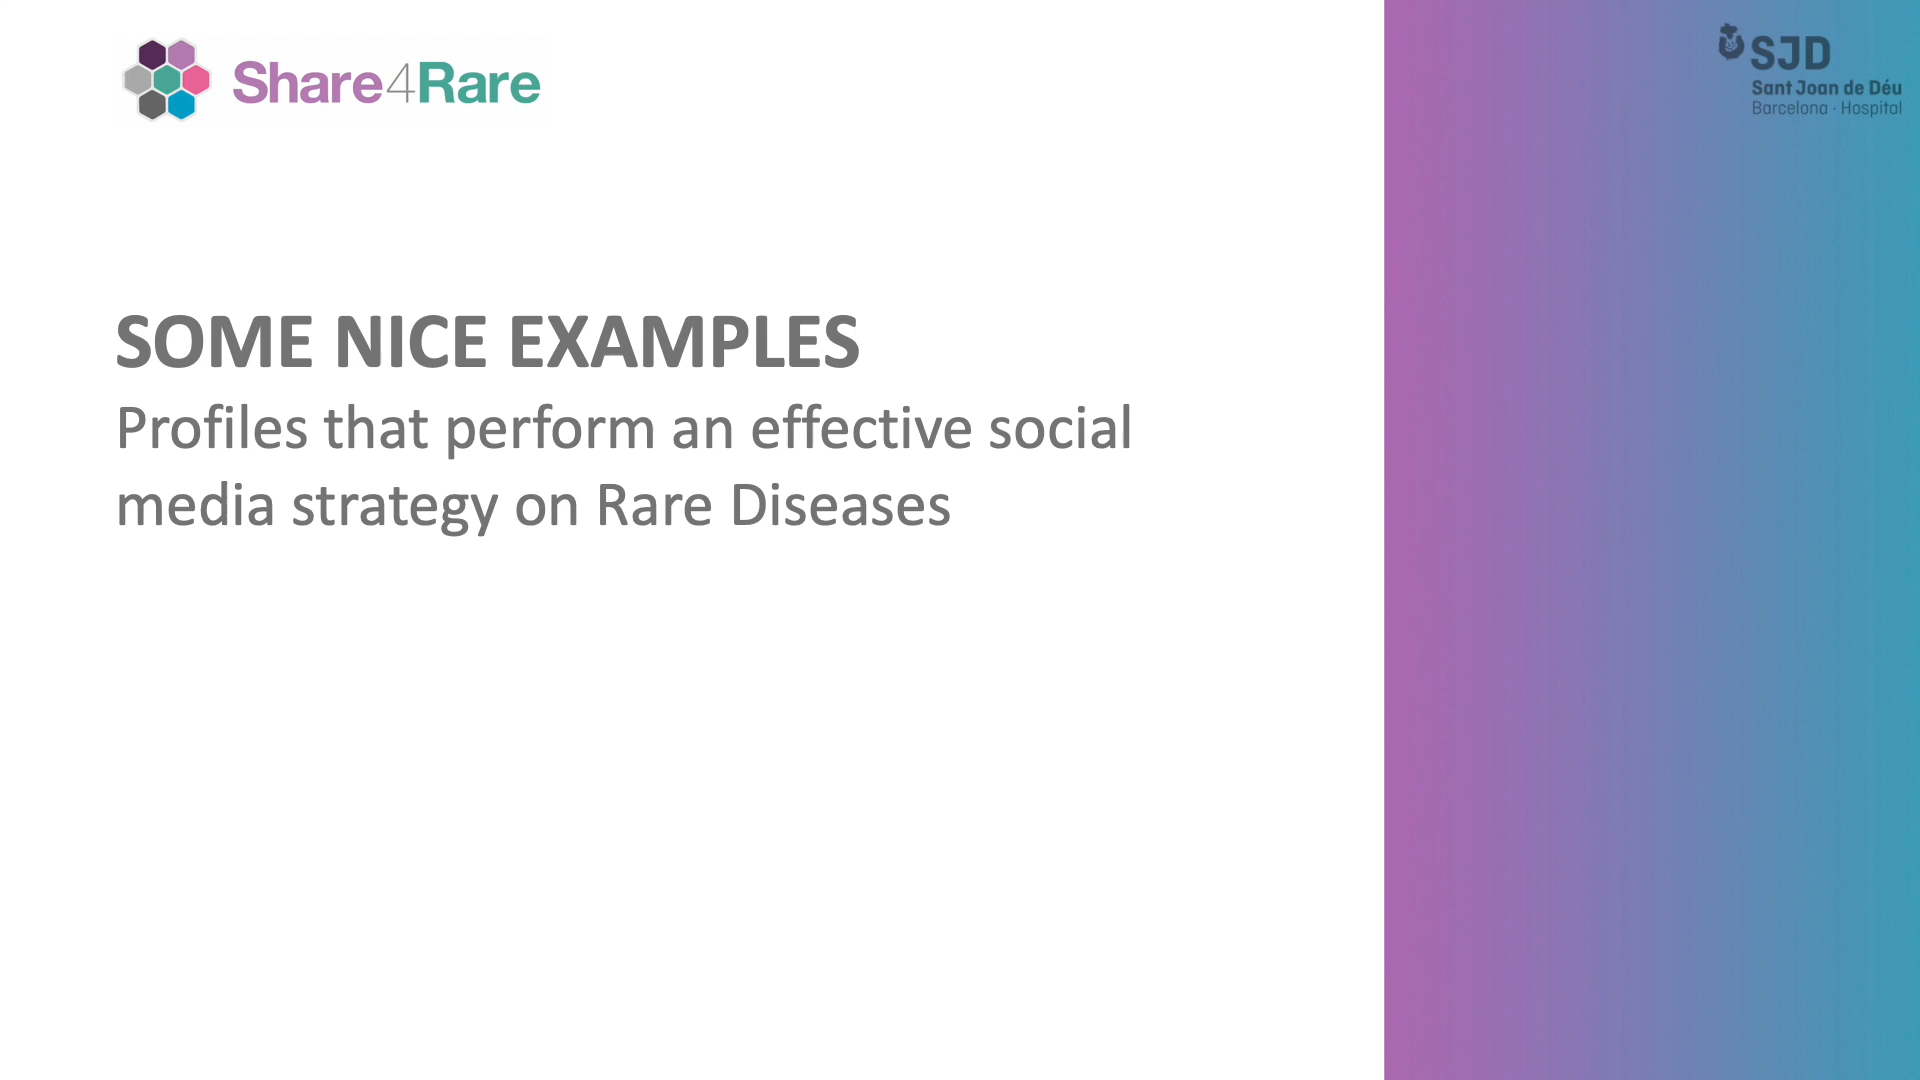 Share4Rare
SJD
Sant Joan de Déu
Barcelona · Hospital
SOME NICE EXAMPLES
Profiles that perform an effective social
media strategy on Rare Diseases